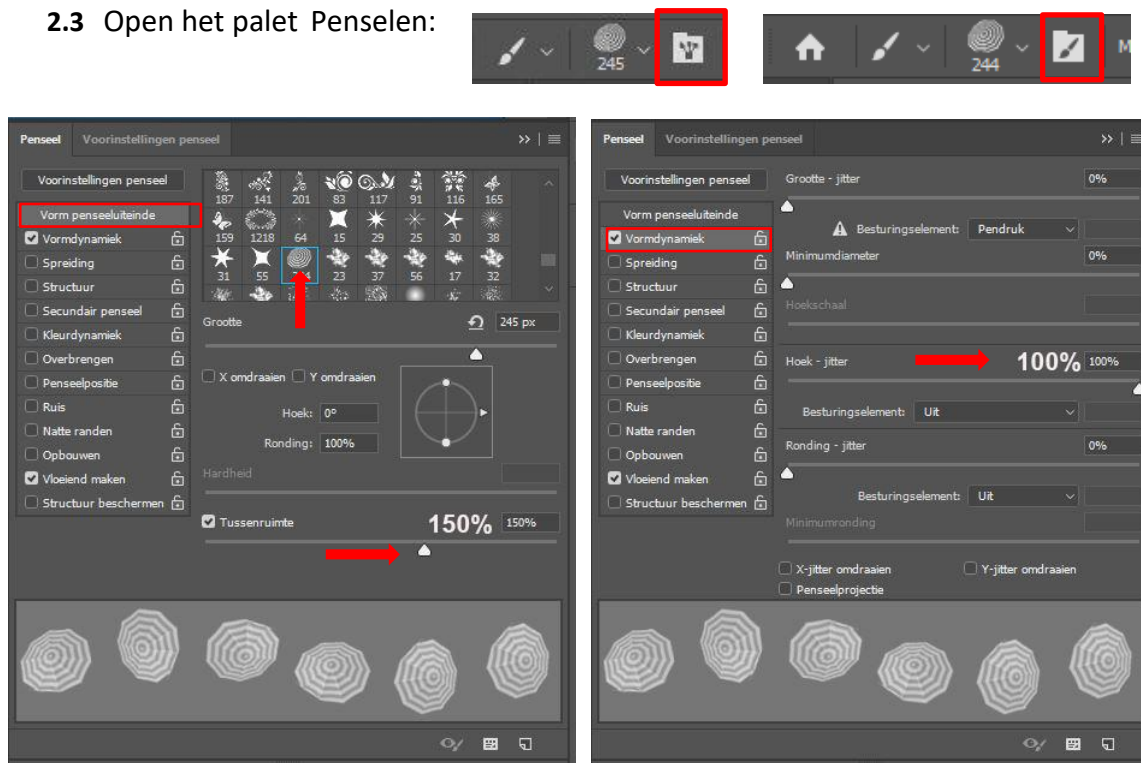 2.3 Open het palet Penselen:
245
244
M
Penseel Voorinstellingen penseel
Voorinstellingen penseel
Vorm penseeluiteinde
Vormdynamiek
Spreiding
Structuur
Secundair penseel
Kleurdynamiek
Overbrengen
Penseelpositie
Ruis
Natte randen
Opbouwen
Vloeiend maken
Structuur beschermen
187 141 201 83 117 91 116 165
159 1218 64 15 29 25 30 38
31 55 23 37 56 17 32
Grootte 245 px
X omdraaien Y omdraaien
Hoek: 0º
Ronding: 100%
Hardheid
Tussenruimte 150% 150%
Penseel Voorinstellingen penseel
Voorinstellingen penseel
Vorm penseeluiteinde
Vormdynamiek
Spreiding
Structuur
Secundair penseel
Kleurdynamiek
Overbrengen
Penseelpositie
Ruis
Natte randen
Opbouwen
Vloeiend maken
Structuur beschermen
Grootte - jitter 0%
Besturingselement: Pendruk
Minimumdiameter 0%
Hoekschaal
Hoek - jitter 100% 100%
Besturingselement: Uit
Ronding - jitter 0%
Besturingselement: Uit
Minimumronding
X-jitter omdraaien Y-jitter omdraaien
Penseelprojectie